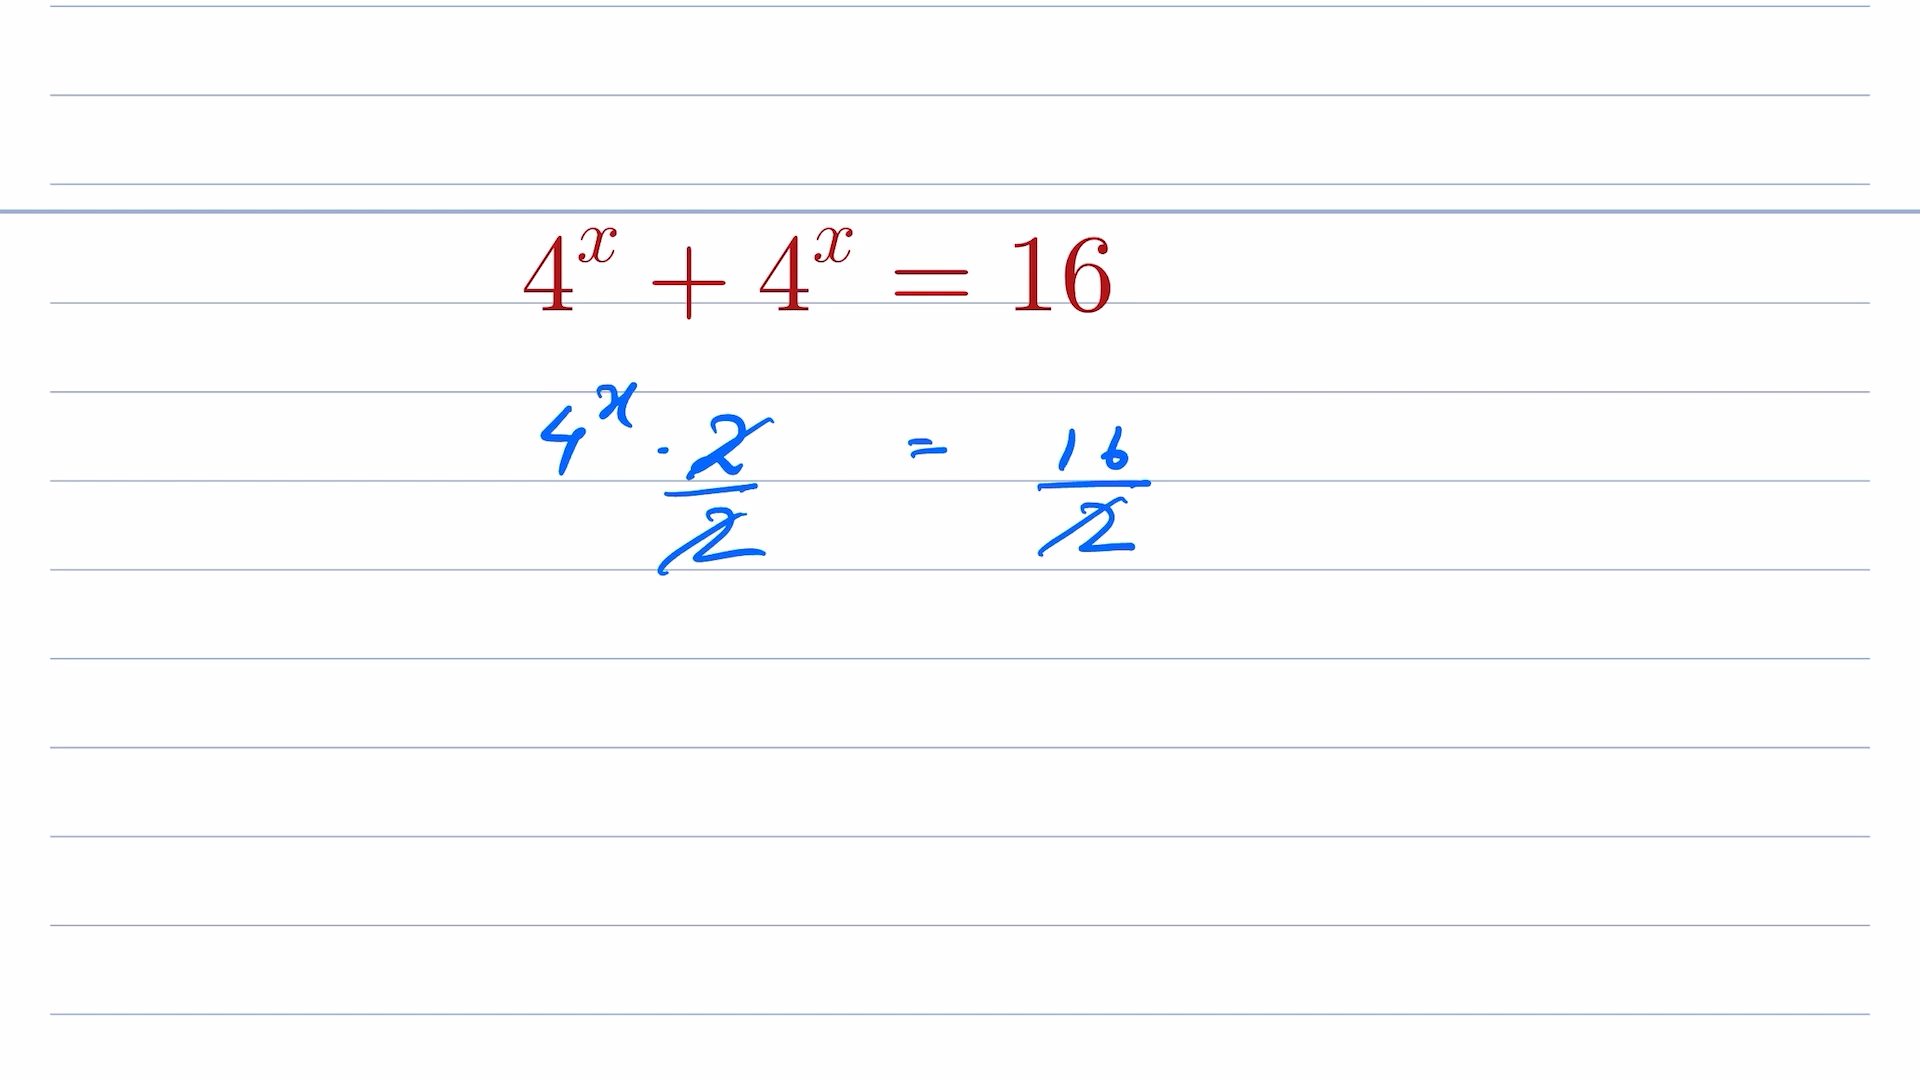 4^x + 4^x = 16
4^x · 2/2 = 16/2